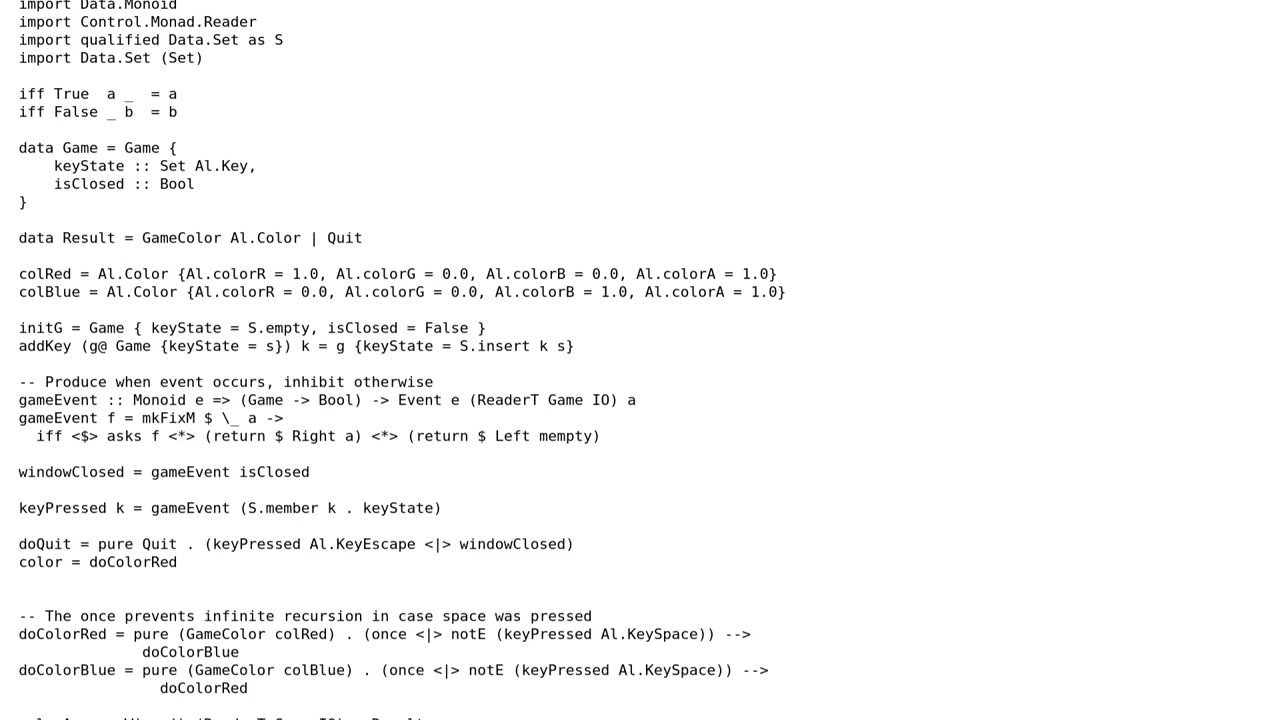 import Data.Monoid
import Control.Monad.Reader
import qualified Data.Set as S
import Data.Set (Set)

iff True  a _  = a
iff False _ b  = b

data Game = Game {
    keyState :: Set Al.Key,
    isClosed :: Bool
}

data Result = GameColor Al.Color | Quit

colRed = Al.Color {Al.colorR = 1.0, Al.colorG = 0.0, Al.colorB = 0.0, Al.colorA = 1.0}
colBlue = Al.Color {Al.colorR = 0.0, Al.colorG = 0.0, Al.colorB = 1.0, Al.colorA = 1.0}

initG = Game { keyState = S.empty, isClosed = False }
addKey (g@ Game {keyState = s}) k = g {keyState = S.insert k s}

-- Produce when event occurs, inhibit otherwise
gameEvent :: Monoid e => (Game -> Bool) -> Event e (ReaderT Game IO) a
gameEvent f = mkFixM $ \_ a ->
  iff <$> asks f <*> (return $ Right a) <*> (return $ Left mempty)

windowClosed = gameEvent isClosed

keyPressed k = gameEvent (S.member k . keyState)

doQuit = pure Quit . (keyPressed Al.KeyEscape <|> windowClosed)
color = doColorRed


-- The once prevents infinite recursion in case space was pressed
doColorRed = pure (GameColor colRed) . (once <|> notE (keyPressed Al.KeySpace)) -->
              doColorBlue
doColorBlue = pure (GameColor colBlue) . (once <|> notE (keyPressed Al.KeySpace)) -->
                doColorRed